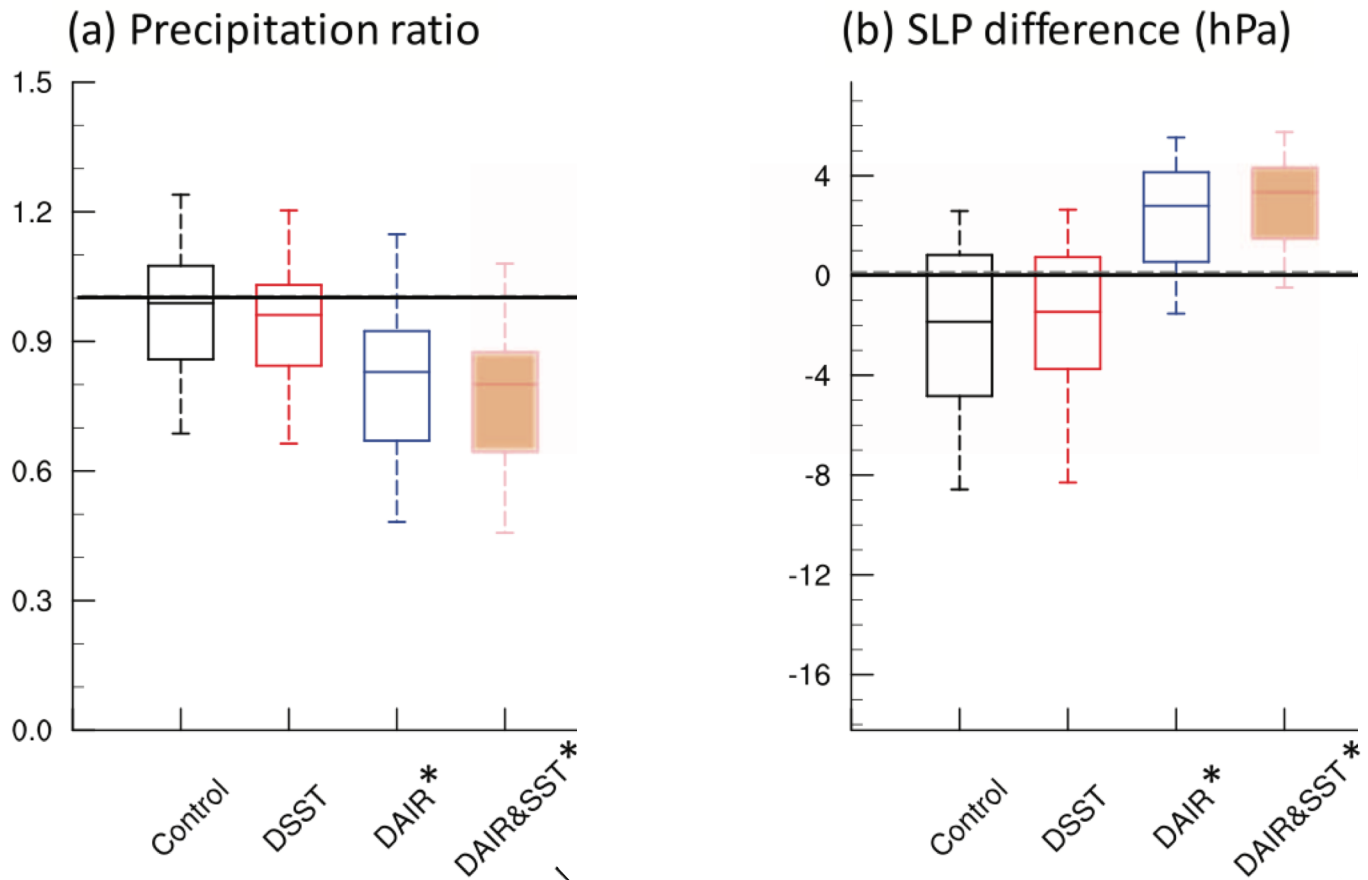 (a) Precipitation ratio
1.5
1.2
0.9
0.6
0.3
0.0
Control
DSST
DAIR*
DAIR&SST*
(b) SLP difference (hPa)
4
0
-4
-8
-12
-16
Control
DSST
DAIR*
DAIR&SST*